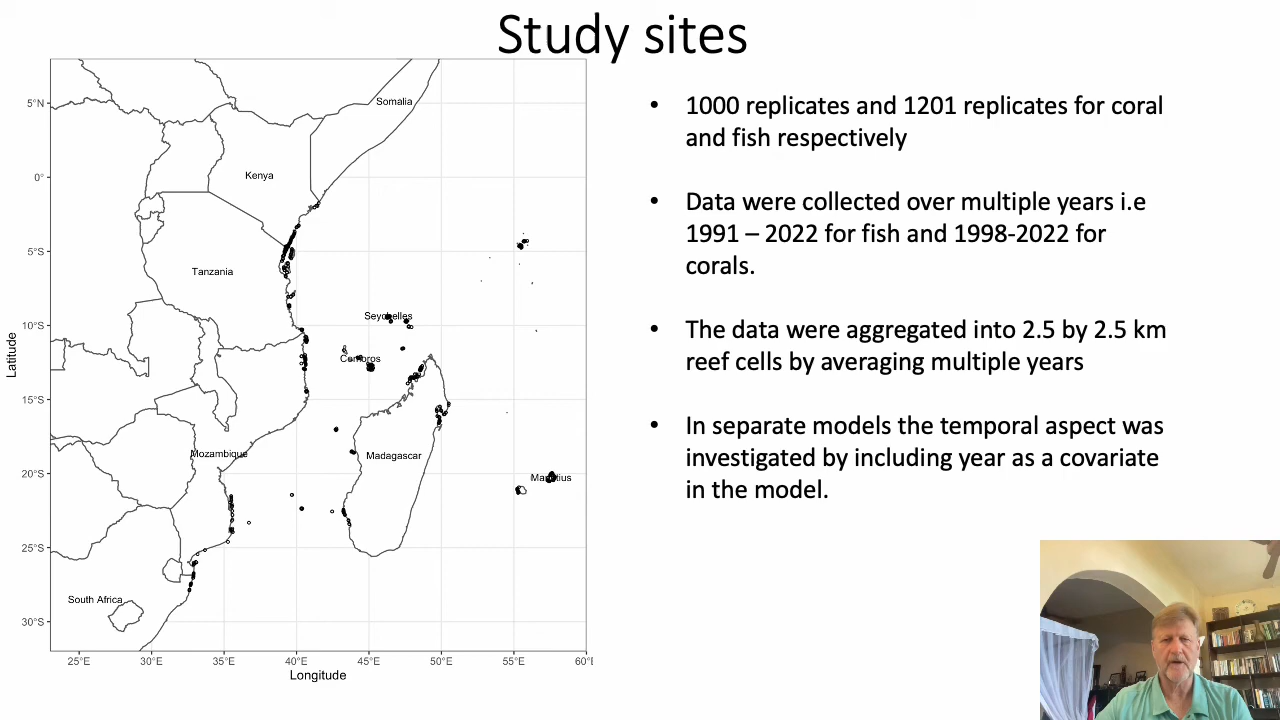 Study sites
5°N
0°
5°S
10°S
15°S
20°S
25°S
30°S
Latitude
Somalia
Kenya
Tanzania
Seychelles
Comoros
Mozambique
Madagascar
Mauritius
South Africa
25°E 30°E 35°E 40°E 45°E 50°E 55°E 60°E
Longitude
• 1000 replicates and 1201 replicates for coral
and fish respectively
• Data were collected over multiple years i.e
1991 – 2022 for fish and 1998-2022 for
corals.
• The data were aggregated into 2.5 by 2.5 km
reef cells by averaging multiple years
• In separate models the temporal aspect was
investigated by including year as a covariate
in the model.